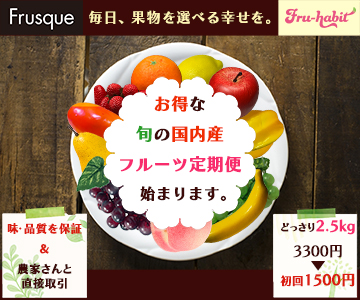 Frusque
毎日、果物を選べる幸せを。
Fru-habit
お得な
旬の国内産
フルーツ定期便
始まります。
味・品質を保証
&
農家さんと
直接取引
どっさり2.5kg
3300円
初回1500円